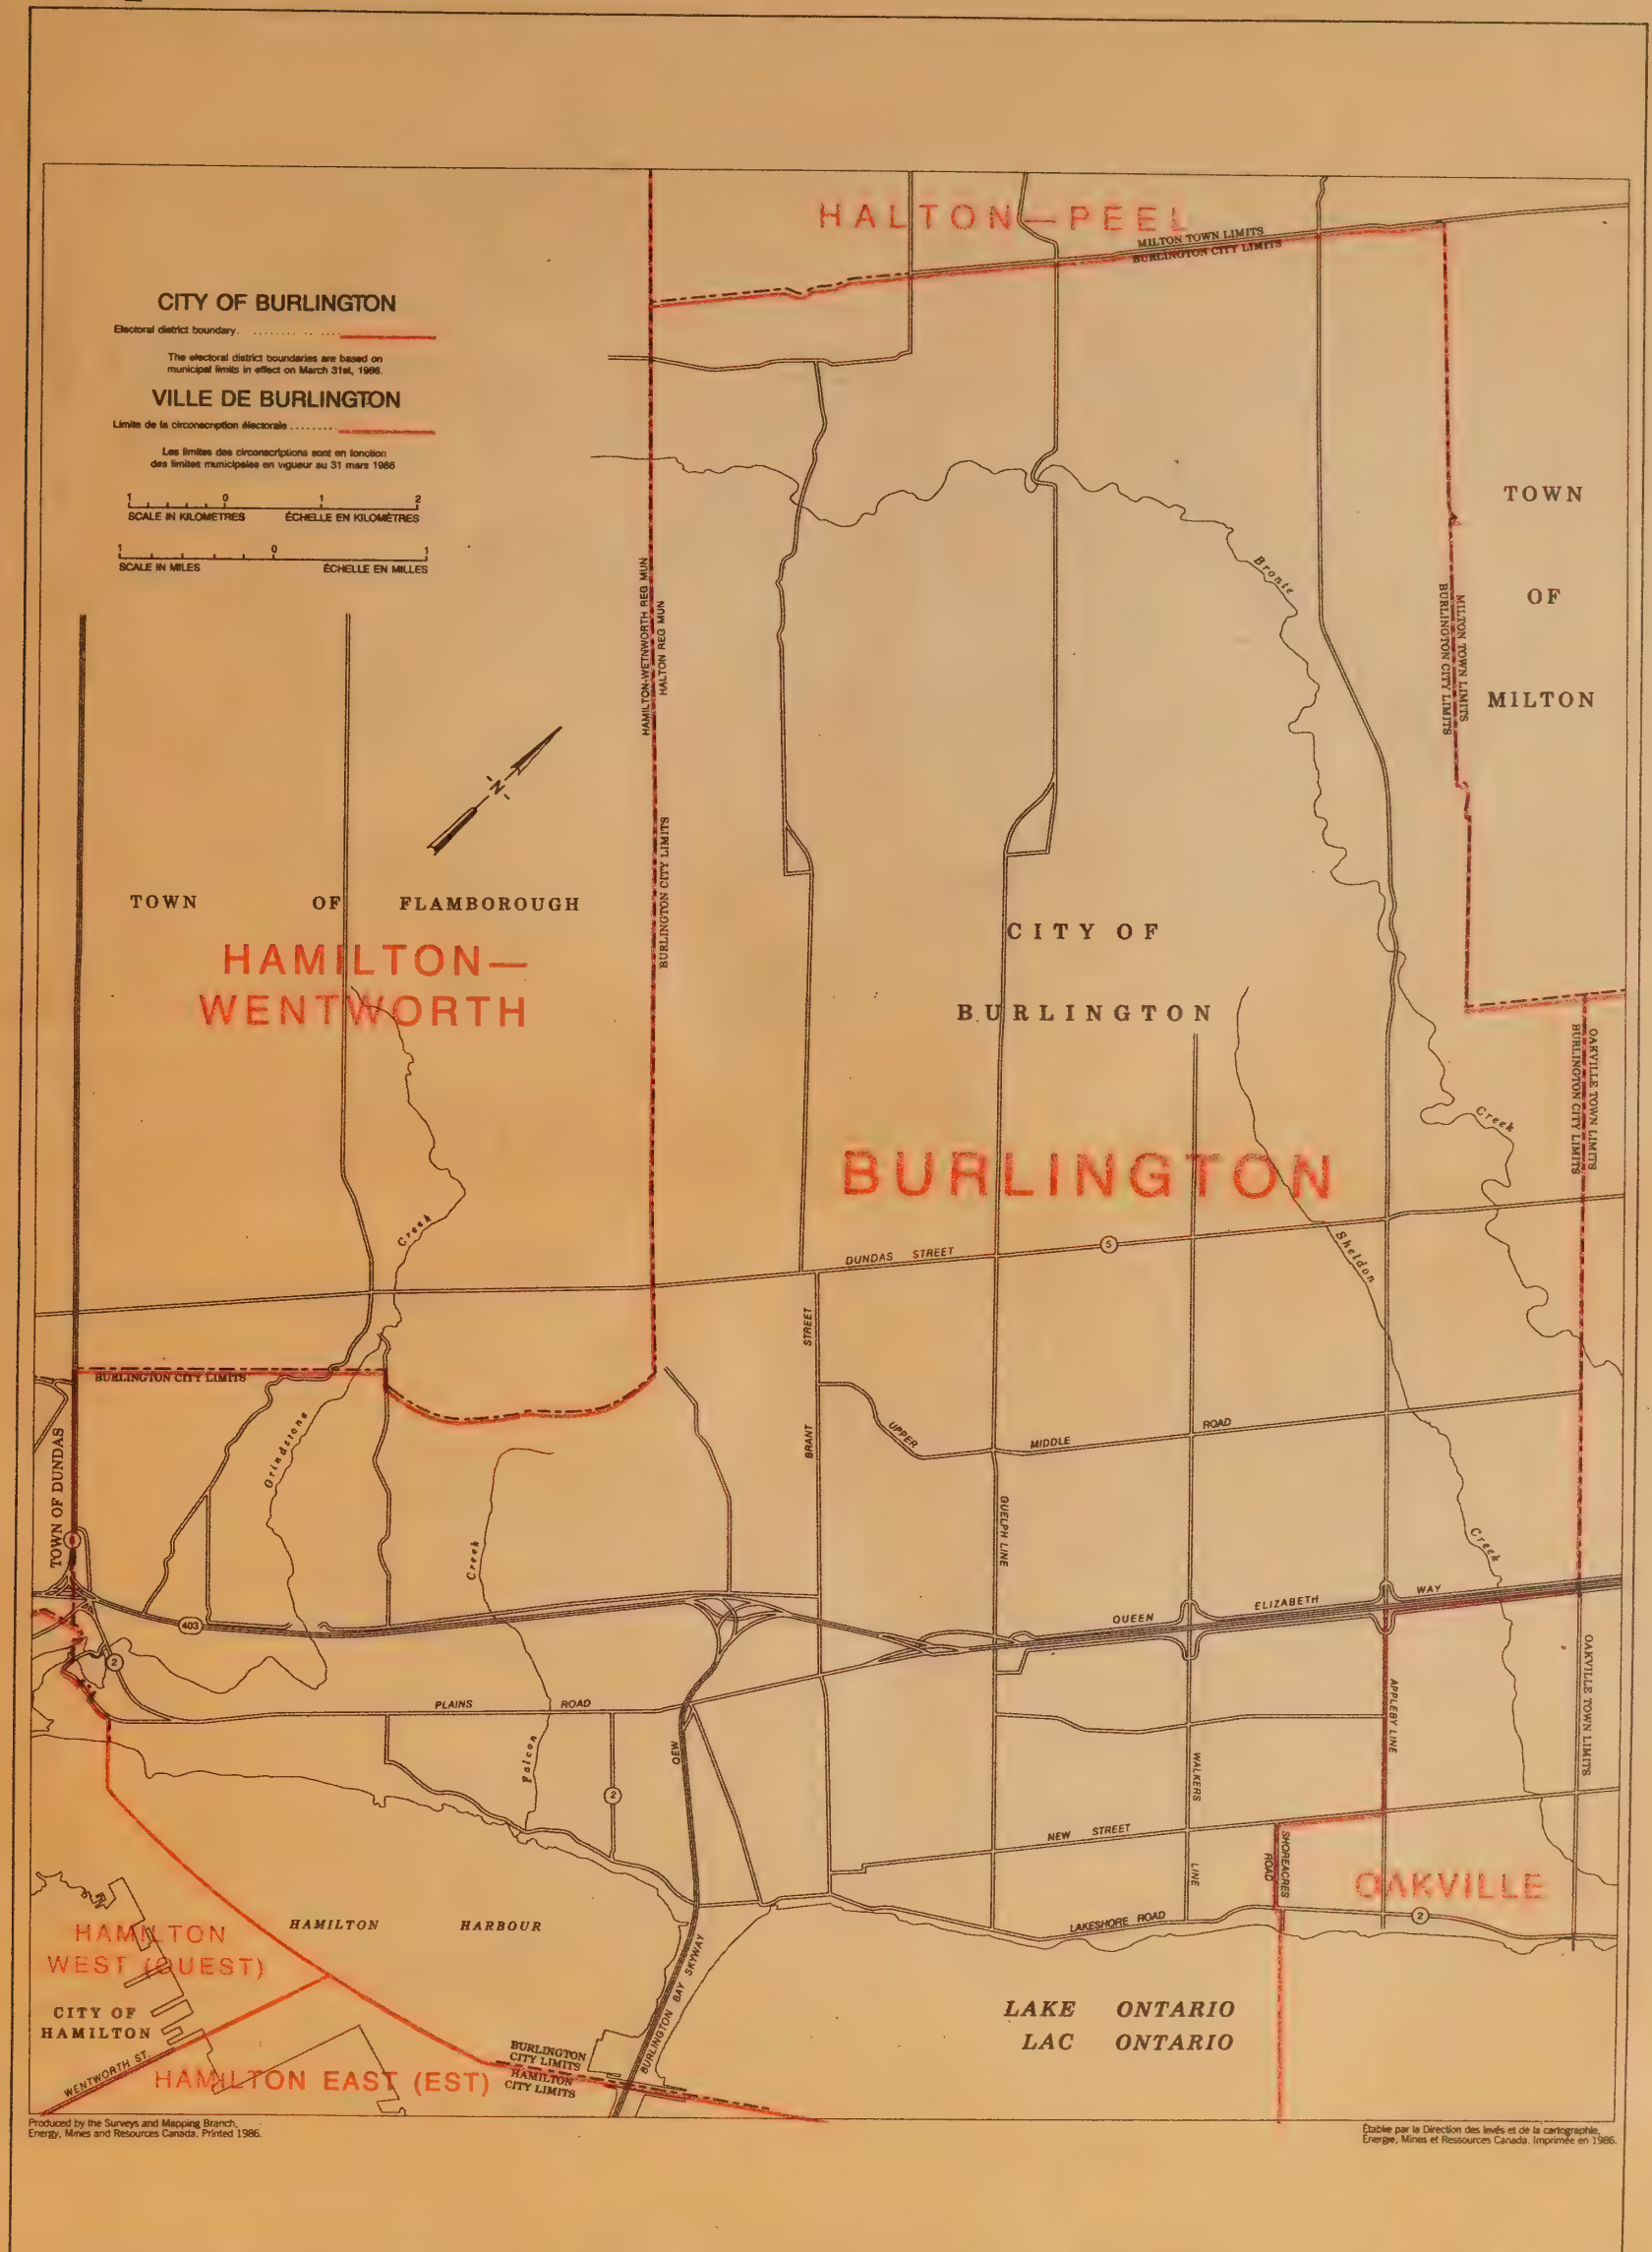 HALTON—PEEL
MILTON TOWN LIMITS
BURLINGTON CITY LIMITS
CITY OF BURLINGTON
Electoral district boundary
The electoral district boundaries are based on
municipal limits in effect on March 31st, 1986.
VILLE DE BURLINGTON
Limite de la circonscription électorale
Les limites des circonscriptions sont en fonction
des limites municipales en vigueur au 31 mars 1986
1 0 1 2
SCALE IN KILOMETRES ÉCHELLE EN KILOMÈTRES
1 0 1
SCALE IN MILES ÉCHELLE EN MILLES
TOWN
OF
MILTON
Bronte
HAMILTON-WETNWORTH REG MUN
HALTON REG MUN
MILTON TOWN LIMITS
BURLINGTON CITY LIMITS
N
BURLINGTON CITY LIMITS
TOWN OF FLAMBOROUGH
HAMILTON—
WENTWORTH
CITY OF
BURLINGTON
OAKVILLE TOWN LIMITS
BURLINGTON CITY LIMITS
Creek
BURLINGTON
Creek
DUNDAS STREET
5
Sheldon
STREET
BURLINGTON CITY LIMITS
BRANT
UPPER
MIDDLE
ROAD
Grindstone
TOWN OF DUNDAS
GUELPH LINE
Creek
Creek
6
403
QUEEN
ELIZABETH
WAY
2
PLAINS ROAD
Falcon
QEW
APPLEBY LINE
OAKVILLE TOWN LIMITS
WALKERS
LINE
2
NEW STREET
SHOREACRES
ROAD
OAKVILLE
LAKESHORE ROAD
2
HAMILTON HARBOUR
HAMILTON
WEST (OUEST)
CITY OF
HAMILTON
BURLINGTON BAY SKYWAY
LAKE ONTARIO
LAC ONTARIO
WENTWORTH ST.
HAMILTON EAST (EST)
BURLINGTON
CITY LIMITS
HAMILTON
CITY LIMITS
Produced by the Surveys and Mapping Branch,
Energy, Mines and Resources Canada. Printed 1986.
Établie par la Direction des levés et de la cartographie,
Énergie, Mines et Ressources Canada. Imprimée en 1986.